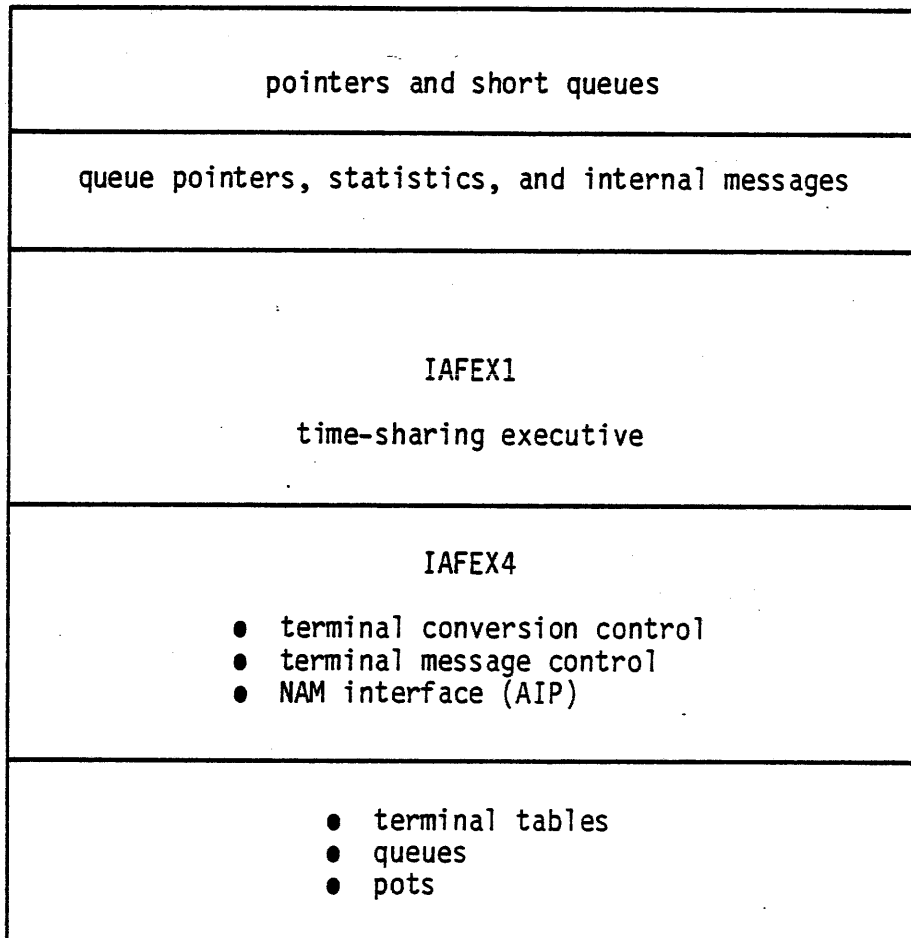 pointers and short queues
queue pointers, statistics, and internal messages
IAFEX1
time-sharing executive
IAFEX4
● terminal conversion control
● terminal message control
● NAM interface (AIP)
● terminal tables
● queues
● pots